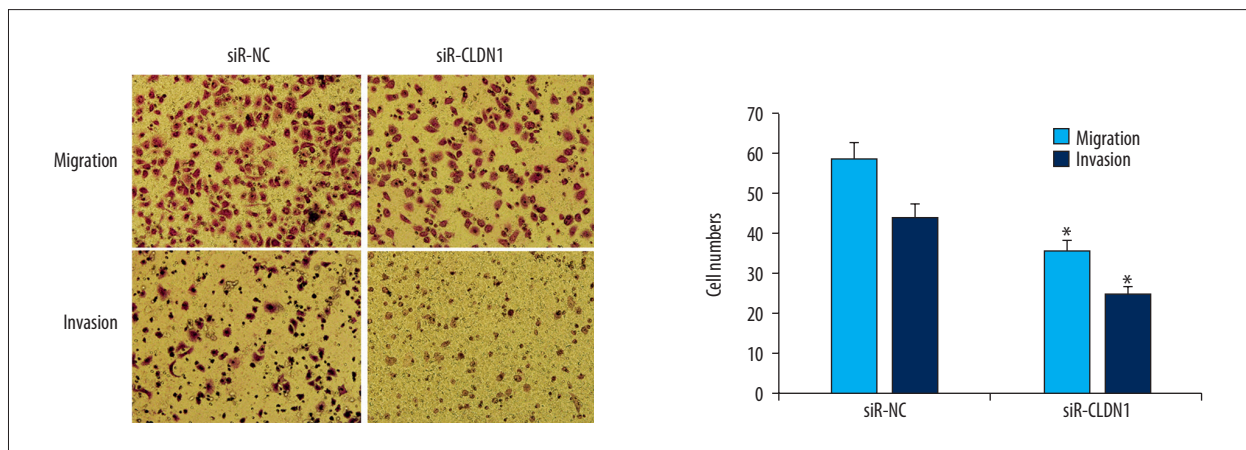 siR-NC siR-CLDN1
Migration
Invasion
Cell numbers
70
60
50
40
30
20
10
0
Migration
Invasion
*
*
siR-NC siR-CLDN1